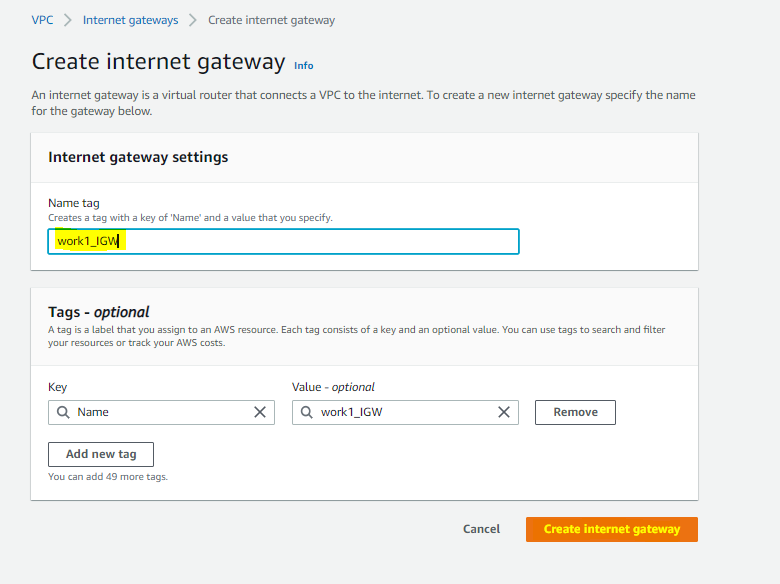 VPC > Internet gateways > Create internet gateway
Create internet gateway Info
An internet gateway is a virtual router that connects a VPC to the internet. To create a new internet gateway specify the name
for the gateway below.
Internet gateway settings
Name tag
Creates a tag with a key of 'Name' and a value that you specify.
work1_IGW
Tags - optional
A tag is a label that you assign to an AWS resource. Each tag consists of a key and an optional value. You can use tags to search and filter
your resources or track your AWS costs.
Key Value - optional
Name work1_IGW Remove
Add new tag
You can add 49 more tags.
Cancel Create internet gateway